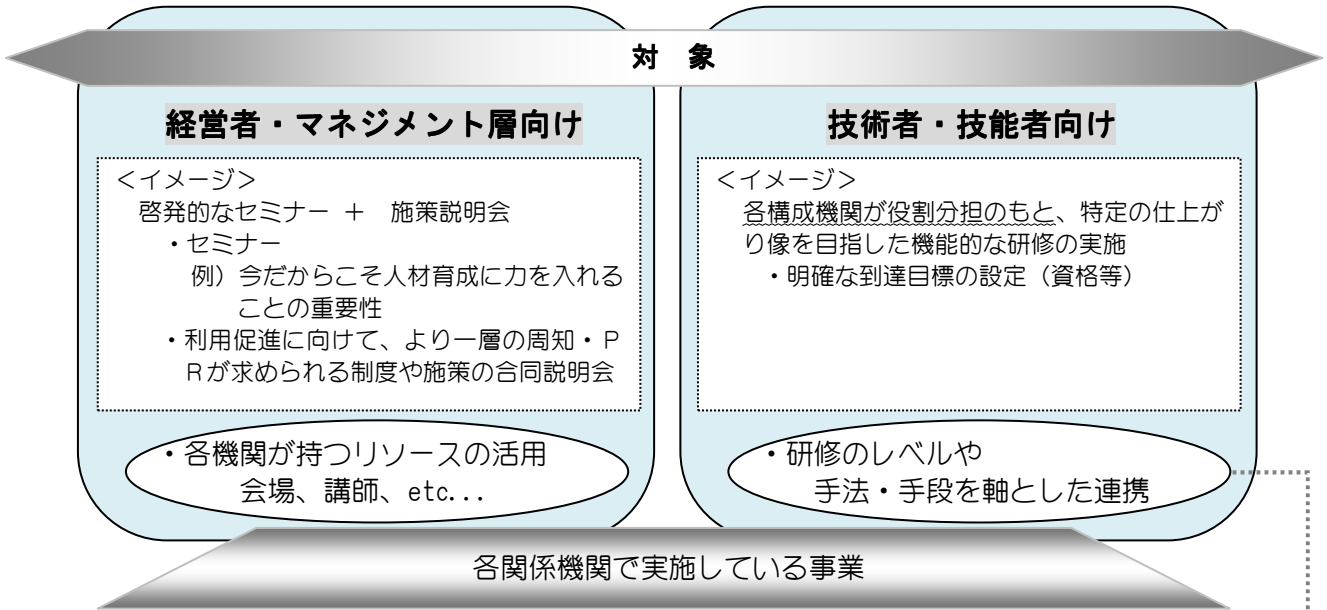 対　象
経営者・マネジメント層向け
＜イメージ＞
啓発的なセミナー　＋　施策説明会
・セミナー
例）今だからこそ人材育成に力を入れる
ことの重要性
・利用促進に向けて、より一層の周知・Ｐ
Ｒが求められる制度や施策の合同説明会
・各機関が持つリソースの活用
会場、講師、etc...
技術者・技能者向け
＜イメージ＞
各構成機関が役割分担のもと、特定の仕上が
り像を目指した機能的な研修の実施
・明確な到達目標の設定（資格等）
・研修のレベルや
手法・手段を軸とした連携
各関係機関で実施している事業